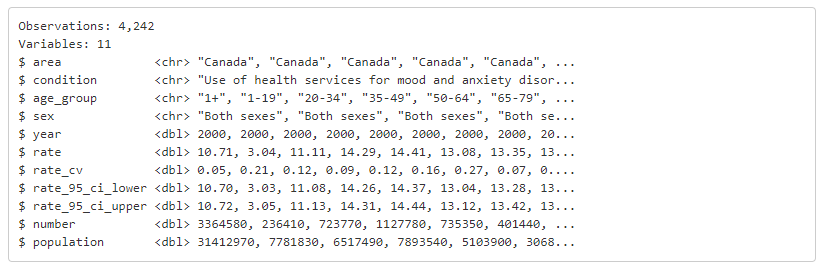 Observations: 4,242
Variables: 11
$ area             <chr> "Canada", "Canada", "Canada", "Canada", "Canada", ...
$ condition        <chr> "Use of health services for mood and anxiety disor...
$ age_group        <chr> "1+", "1-19", "20-34", "35-49", "50-64", "65-79", ...
$ sex              <chr> "Both sexes", "Both sexes", "Both sexes", "Both se...
$ year             <dbl> 2000, 2000, 2000, 2000, 2000, 2000, 2000, 2000, 20...
$ rate             <dbl> 10.71, 3.04, 11.11, 14.29, 14.41, 13.08, 13.35, 13...
$ rate_cv          <dbl> 0.05, 0.21, 0.12, 0.09, 0.12, 0.16, 0.27, 0.07, 0....
$ rate_95_ci_lower <dbl> 10.70, 3.03, 11.08, 14.26, 14.37, 13.04, 13.28, 13...
$ rate_95_ci_upper <dbl> 10.72, 3.05, 11.13, 14.31, 14.44, 13.12, 13.42, 13...
$ number           <dbl> 3364580, 236410, 723770, 1127780, 735350, 401440, ...
$ population       <dbl> 31412970, 7781830, 6517490, 7893540, 5103900, 3068...